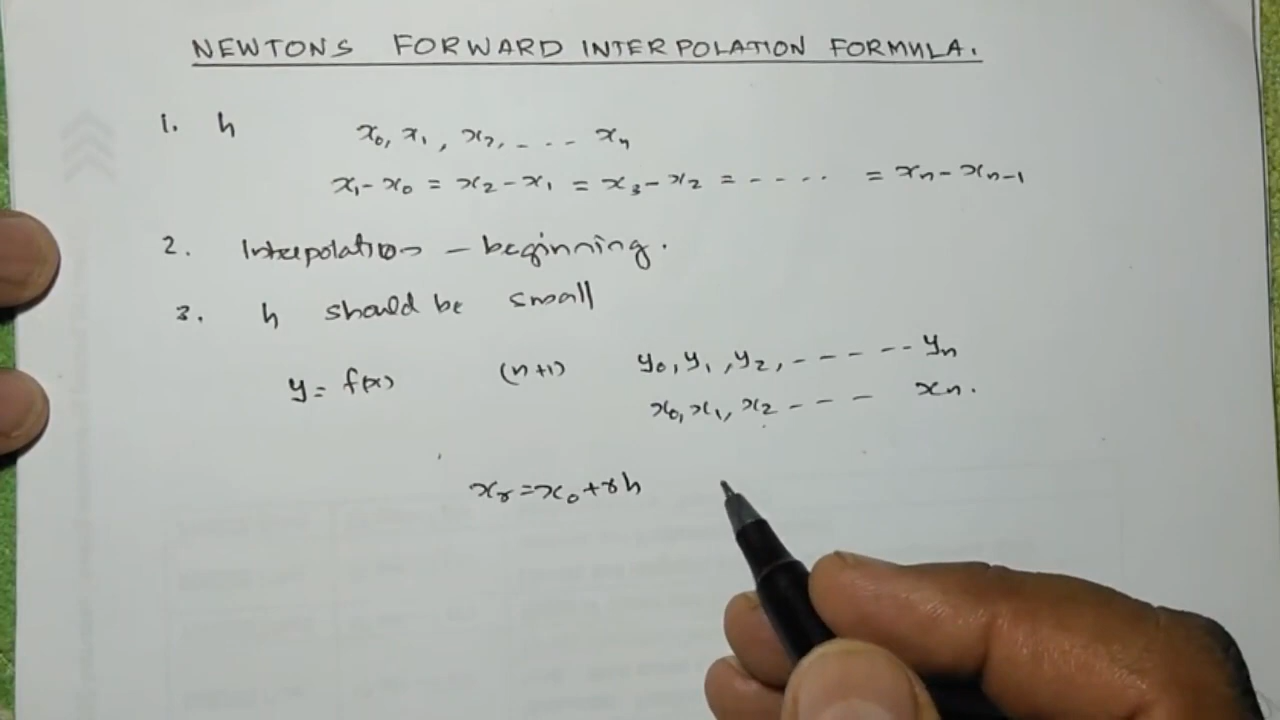 NEWTONS FORWARD INTERPOLATION FORMULA.
1. h x₀, x₁, x₂, - - - - xₙ
x₁-x₀ = x₂-x₁ = x₃-x₂ = - - - - · = xₙ-xₙ₋₁
2. Interpolation - beginning.
3. h should be small
y = f(x) (n+1) y₀, y₁, y₂, - - - - - - yₙ
x₀, x₁, x₂ - - - xₙ.
xᵣ = x₀ + rh